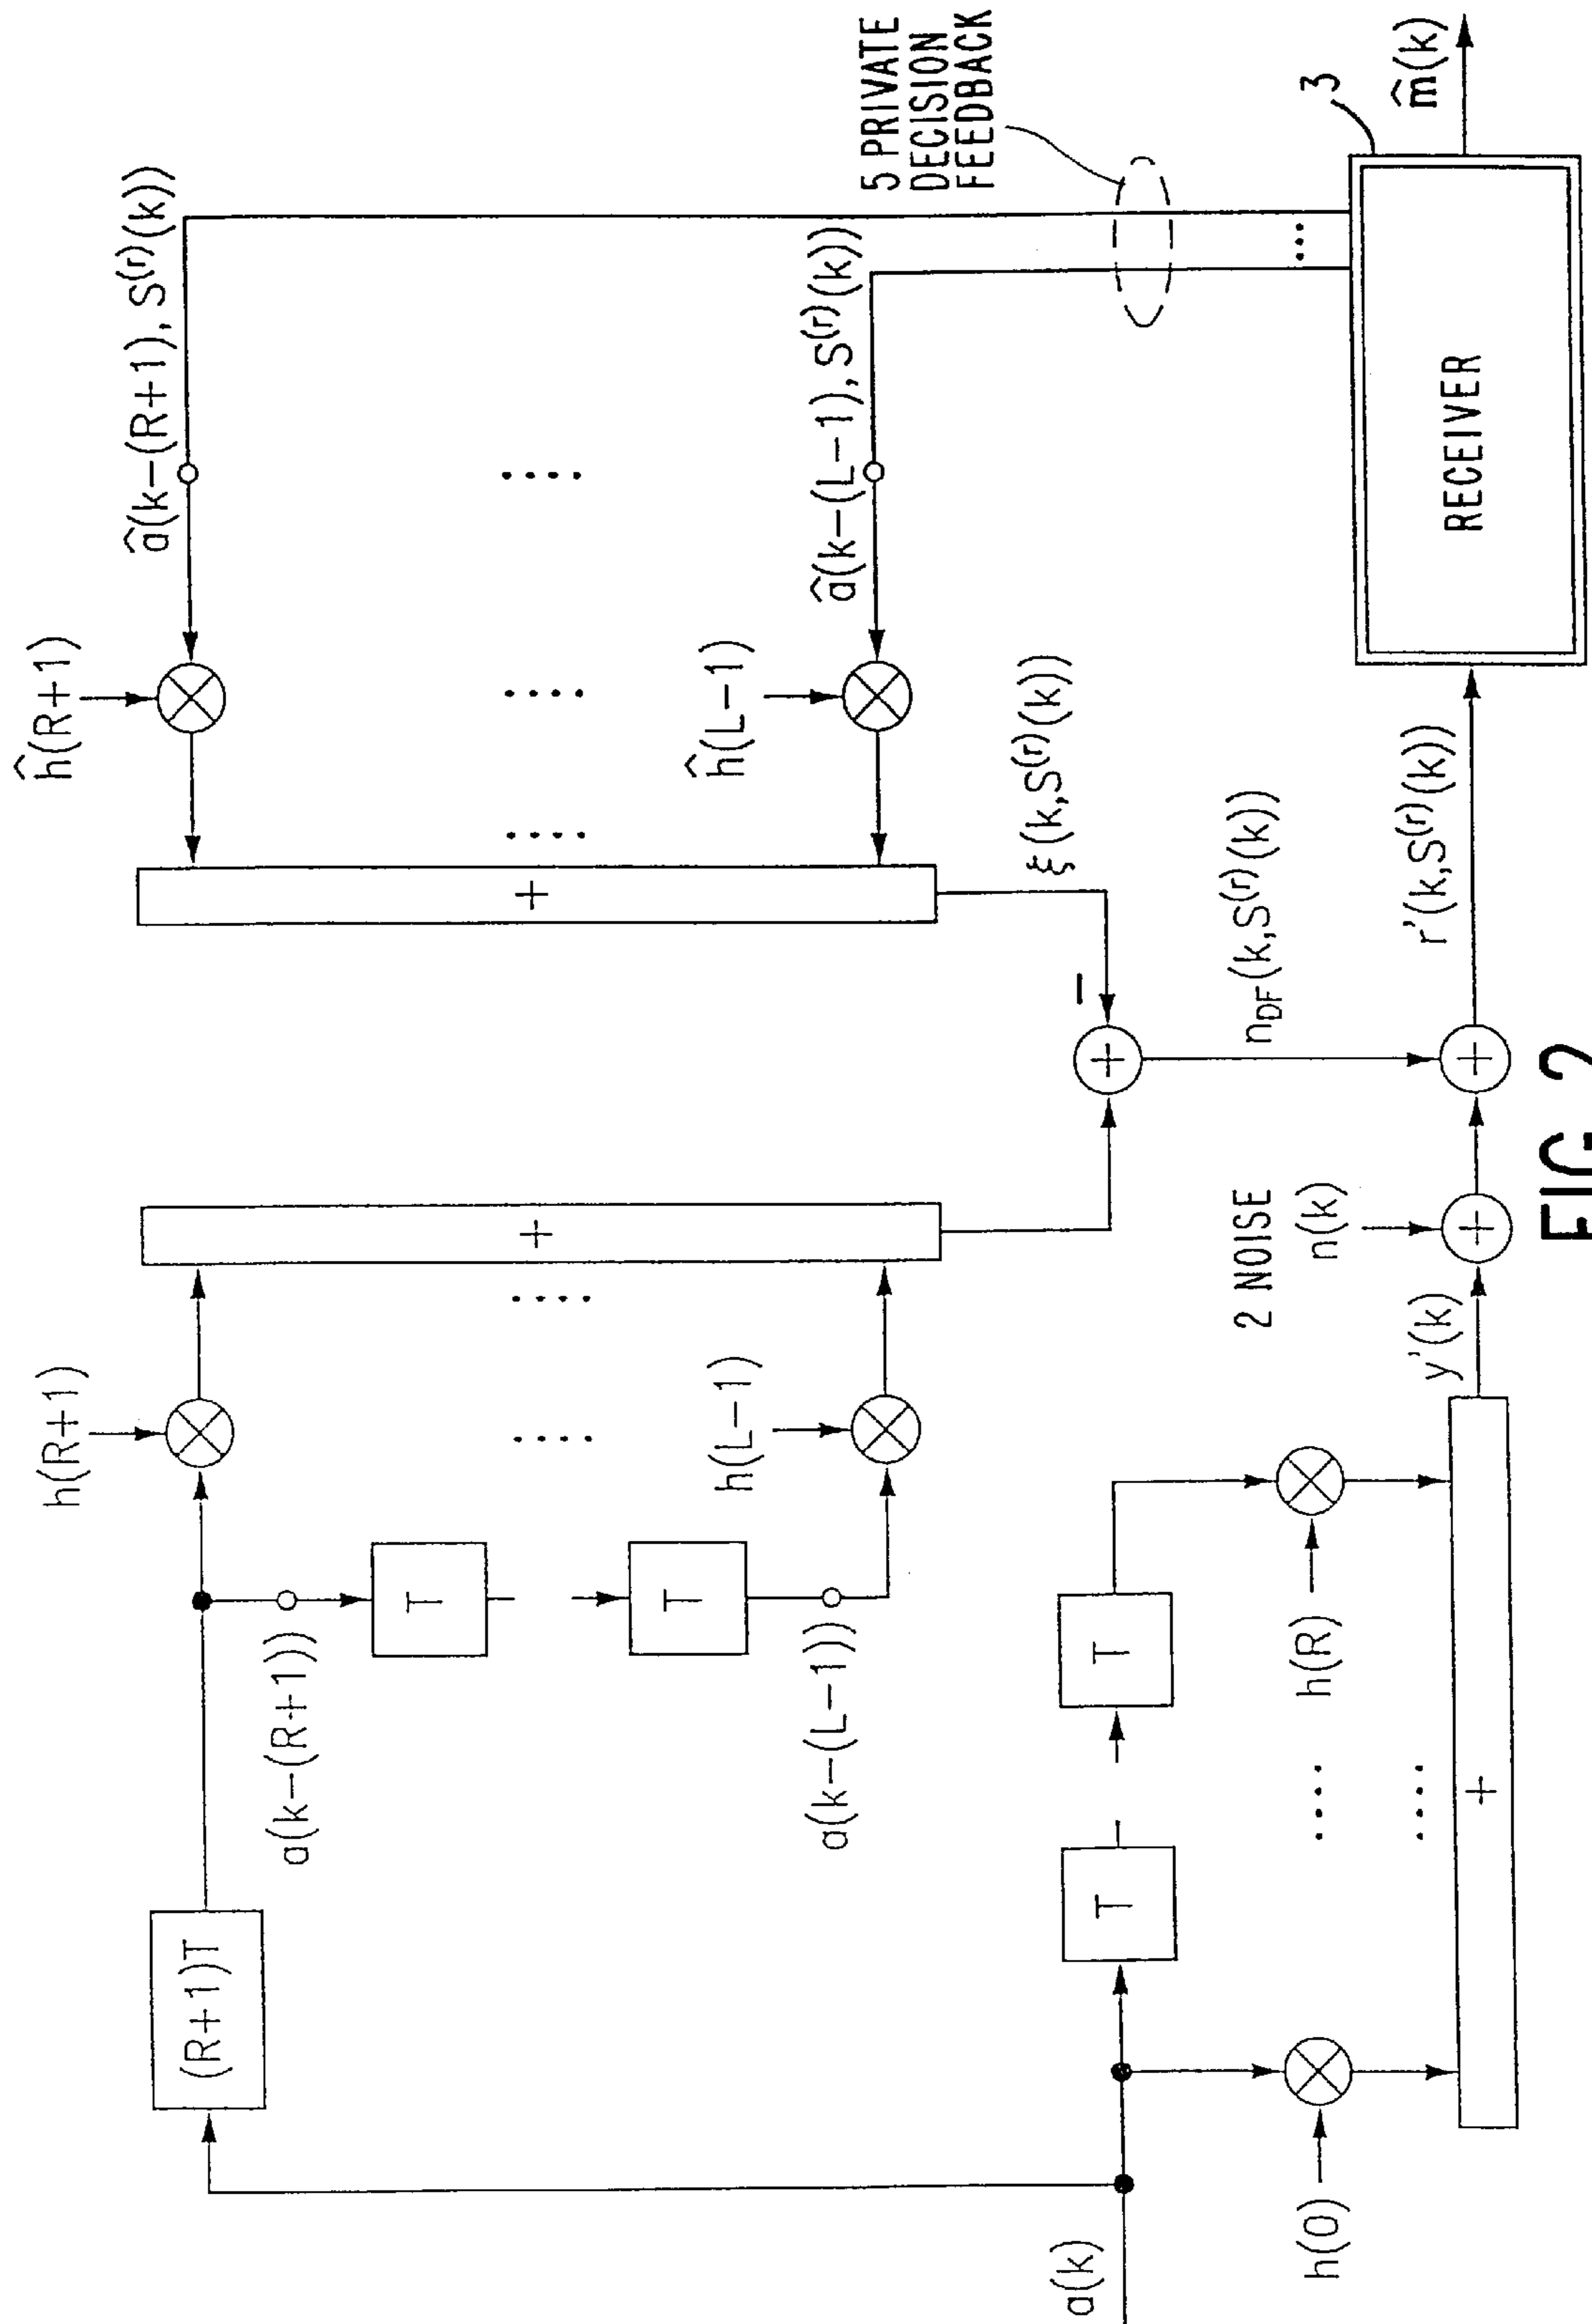 h(R+1)
ĥ(R+1)
(R+1)T
a(k-(R+1))
T
T
a(k-(L-1))
h(L-1)
+
+
ĥ(L-1)
â(k-(R+1), S(r)(k))
â(k-(L-1), S(r)(k))
ξ(k,S(r)(k))
5 PRIVATE
DECISION
FEEDBACK
+
−
nDF(k,S(r)(k))
a(k)
T
T
h(0)
h(R)
+
y'(k)
2 NOISE
n(k)
+
+
r'(k,S(r)(k))
RECEIVER
3
m̂(k)
FIG. 2